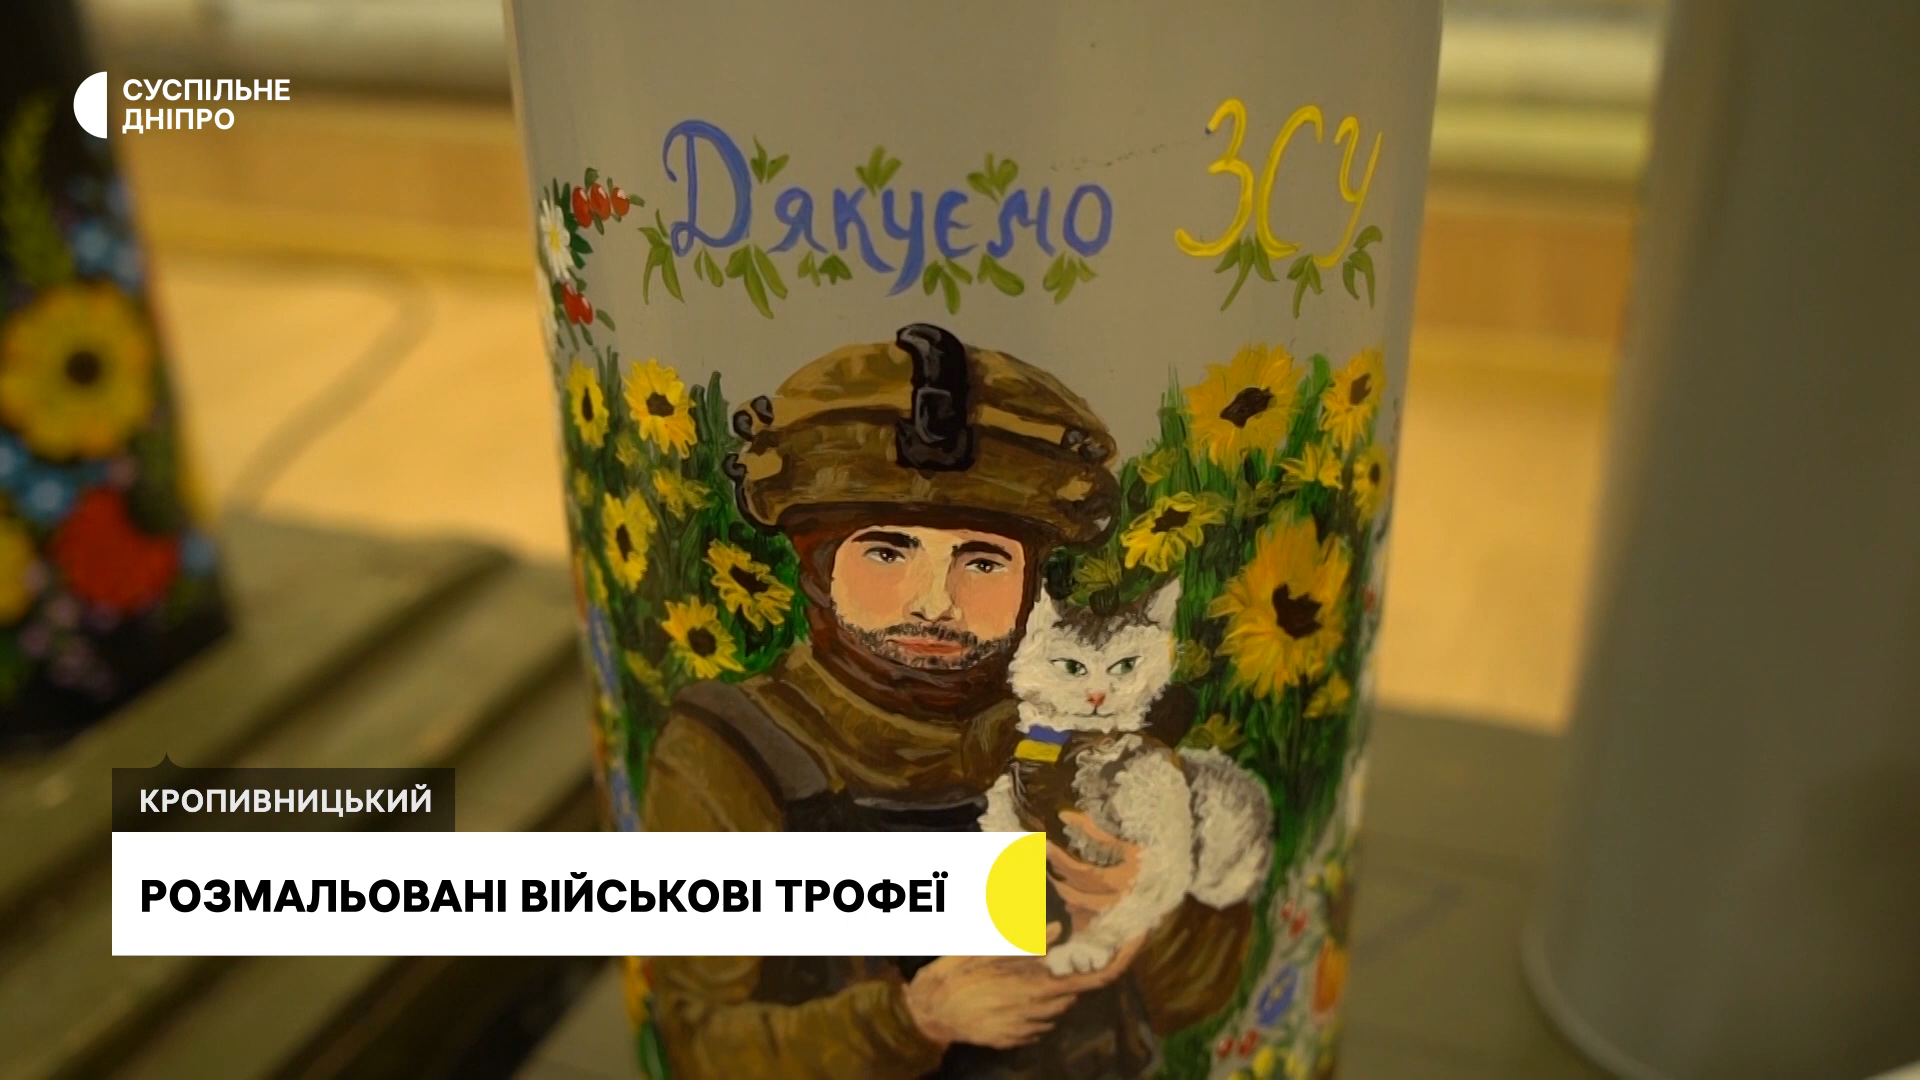 СУСПІЛЬНЕ
ДНІПРО
Дякуємо ЗСУ
КРОПИВНИЦЬКИЙ
РОЗМАЛЬОВАНІ ВІЙСЬКОВІ ТРОФЕЇ